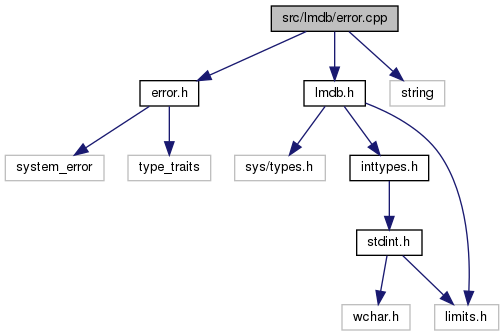 src/lmdb/error.cpp
error.h
lmdb.h
string
system_error
type_traits
sys/types.h
inttypes.h
stdint.h
wchar.h
limits.h